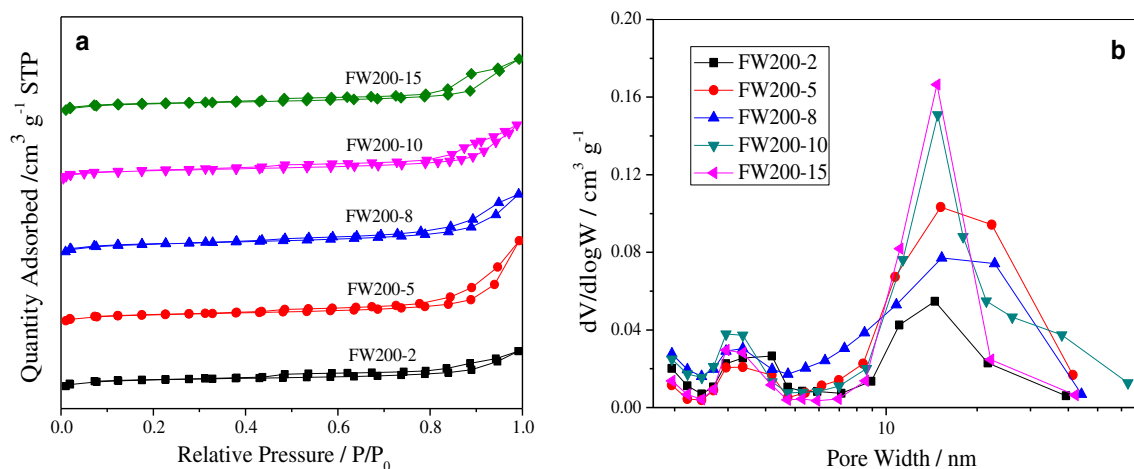 a
Quantity Adsorbed /cm³ g⁻¹ STP
FW200-15
FW200-10
FW200-8
FW200-5
FW200-2
0.0 0.2 0.4 0.6 0.8 1.0
Relative Pressure / P/P₀
b
dV/dlogW / cm³ g⁻¹
0.20
0.16
0.12
0.08
0.04
0.00
FW200-2
FW200-5
FW200-8
FW200-10
FW200-15
10
Pore Width / nm